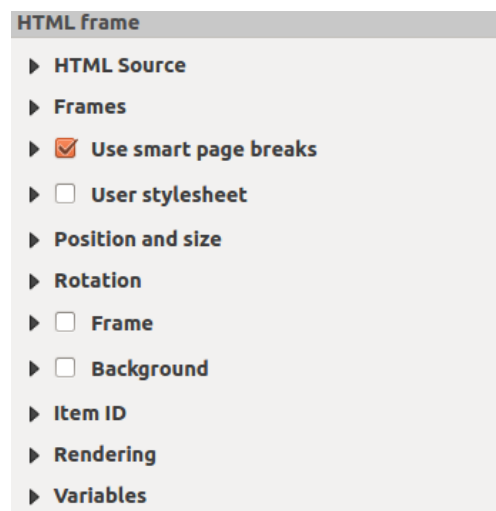 HTML frame
HTML Source
Frames
Use smart page breaks
User stylesheet
Position and size
Rotation
Frame
Background
Item ID
Rendering
Variables